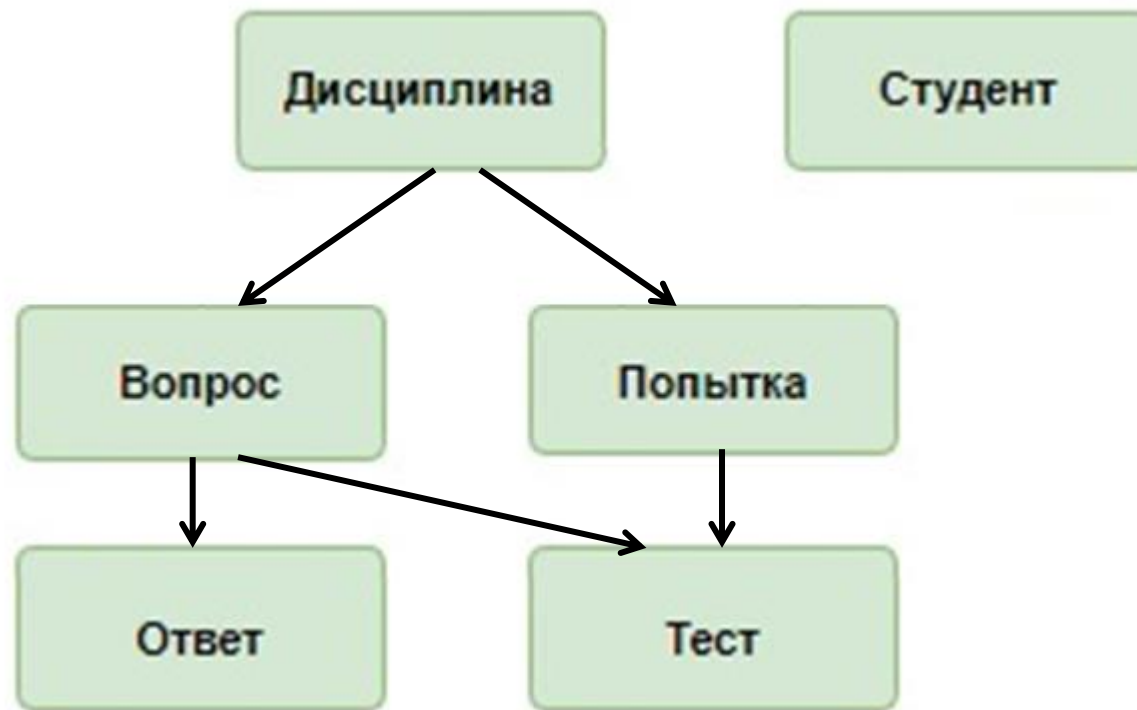 Дисциплина
Студент
Вопрос
Попытка
Ответ
Тест